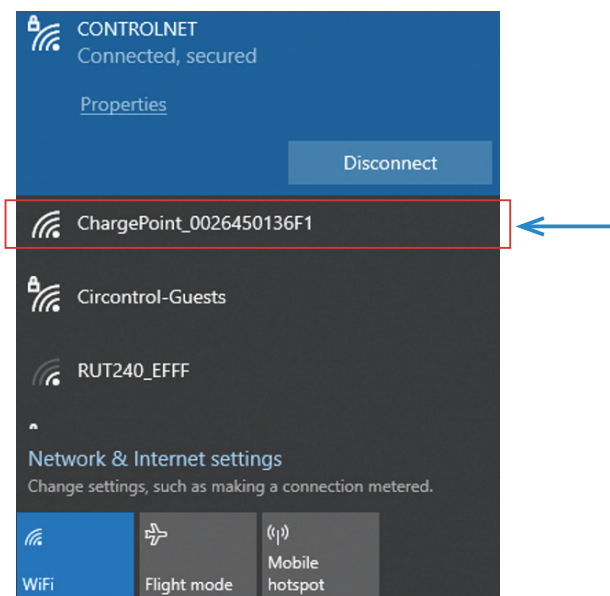 CONTROLNET
Connected, secured
Properties
Disconnect
ChargePoint_0026450136F1
Circontrol-Guests
RUT240_EFFF
Network & Internet settings
Change settings, such as making a connection metered.
WiFi
Flight mode
Mobile
hotspot